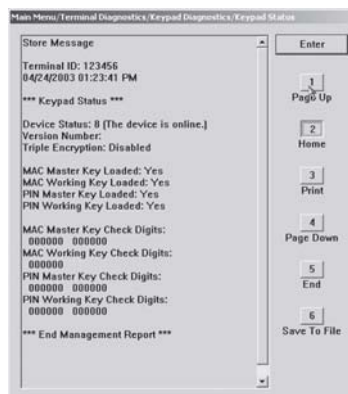 Main Menu/Terminal Diagnostics/Keypad Diagnostics/Keypad Status
Store Message
Terminal ID: 123456
04/24/2003 01:23:41 PM
*** Keypad Status ***
Device Status: 8 (The device is online.)
Version Number:
Triple Encryption: Disabled
MAC Master Key Loaded: Yes
MAC Working Key Loaded: Yes
PIN Master Key Loaded: Yes
PIN Working Key Loaded: Yes
MAC Master Key Check Digits:
000000 000000
MAC Working Key Check Digits:
000000
PIN Master Key Check Digits:
000000 000000
PIN Working Key Check Digits:
000000 000000
*** End Management Report ***
Enter
1
Page Up
2
Home
3
Print
4
Page Down
5
End
6
Save To File